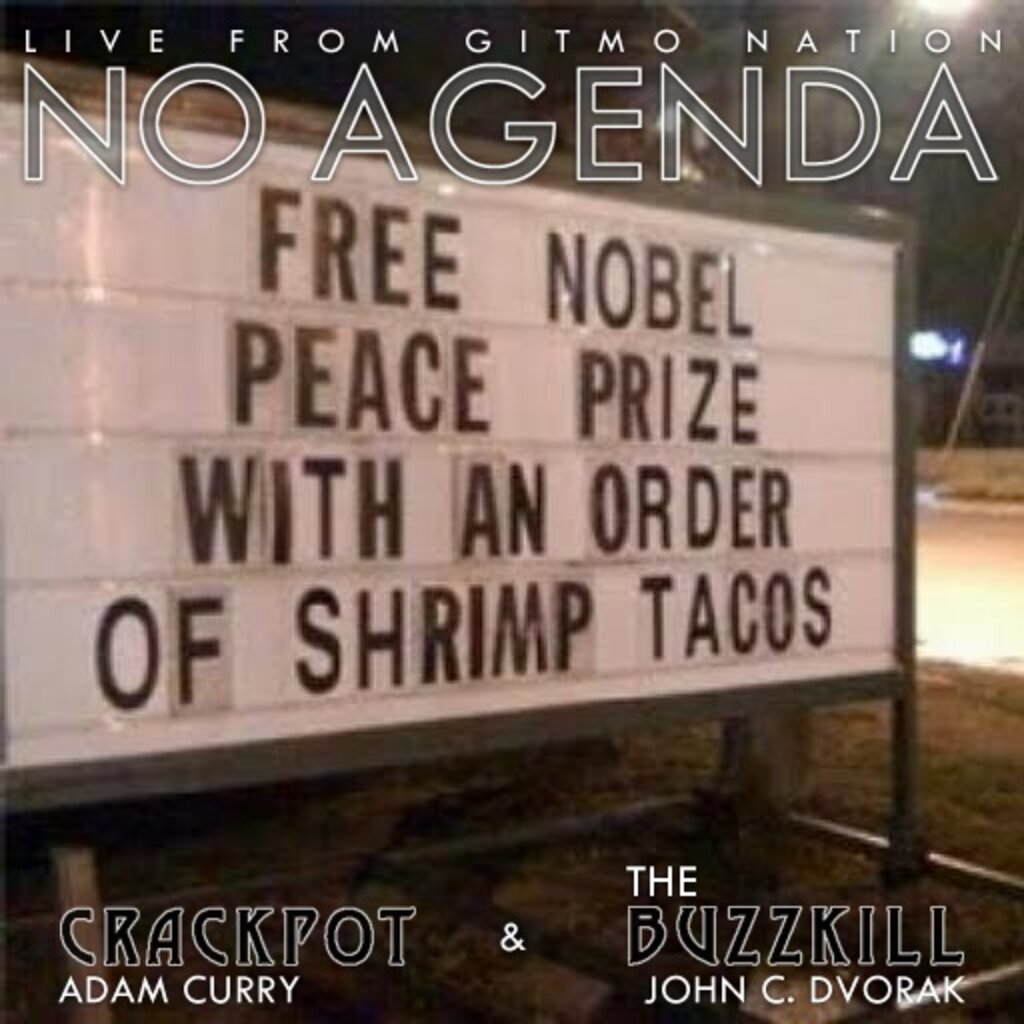 LIVE FROM GITMO NATION
NO AGENDA
FREE NOBEL
PEACE PRIZE
WITH AN ORDER
OF SHRIMP TACOS
CRACKPOT & THE BUZZKILL
ADAM CURRY JOHN C. DVORAK